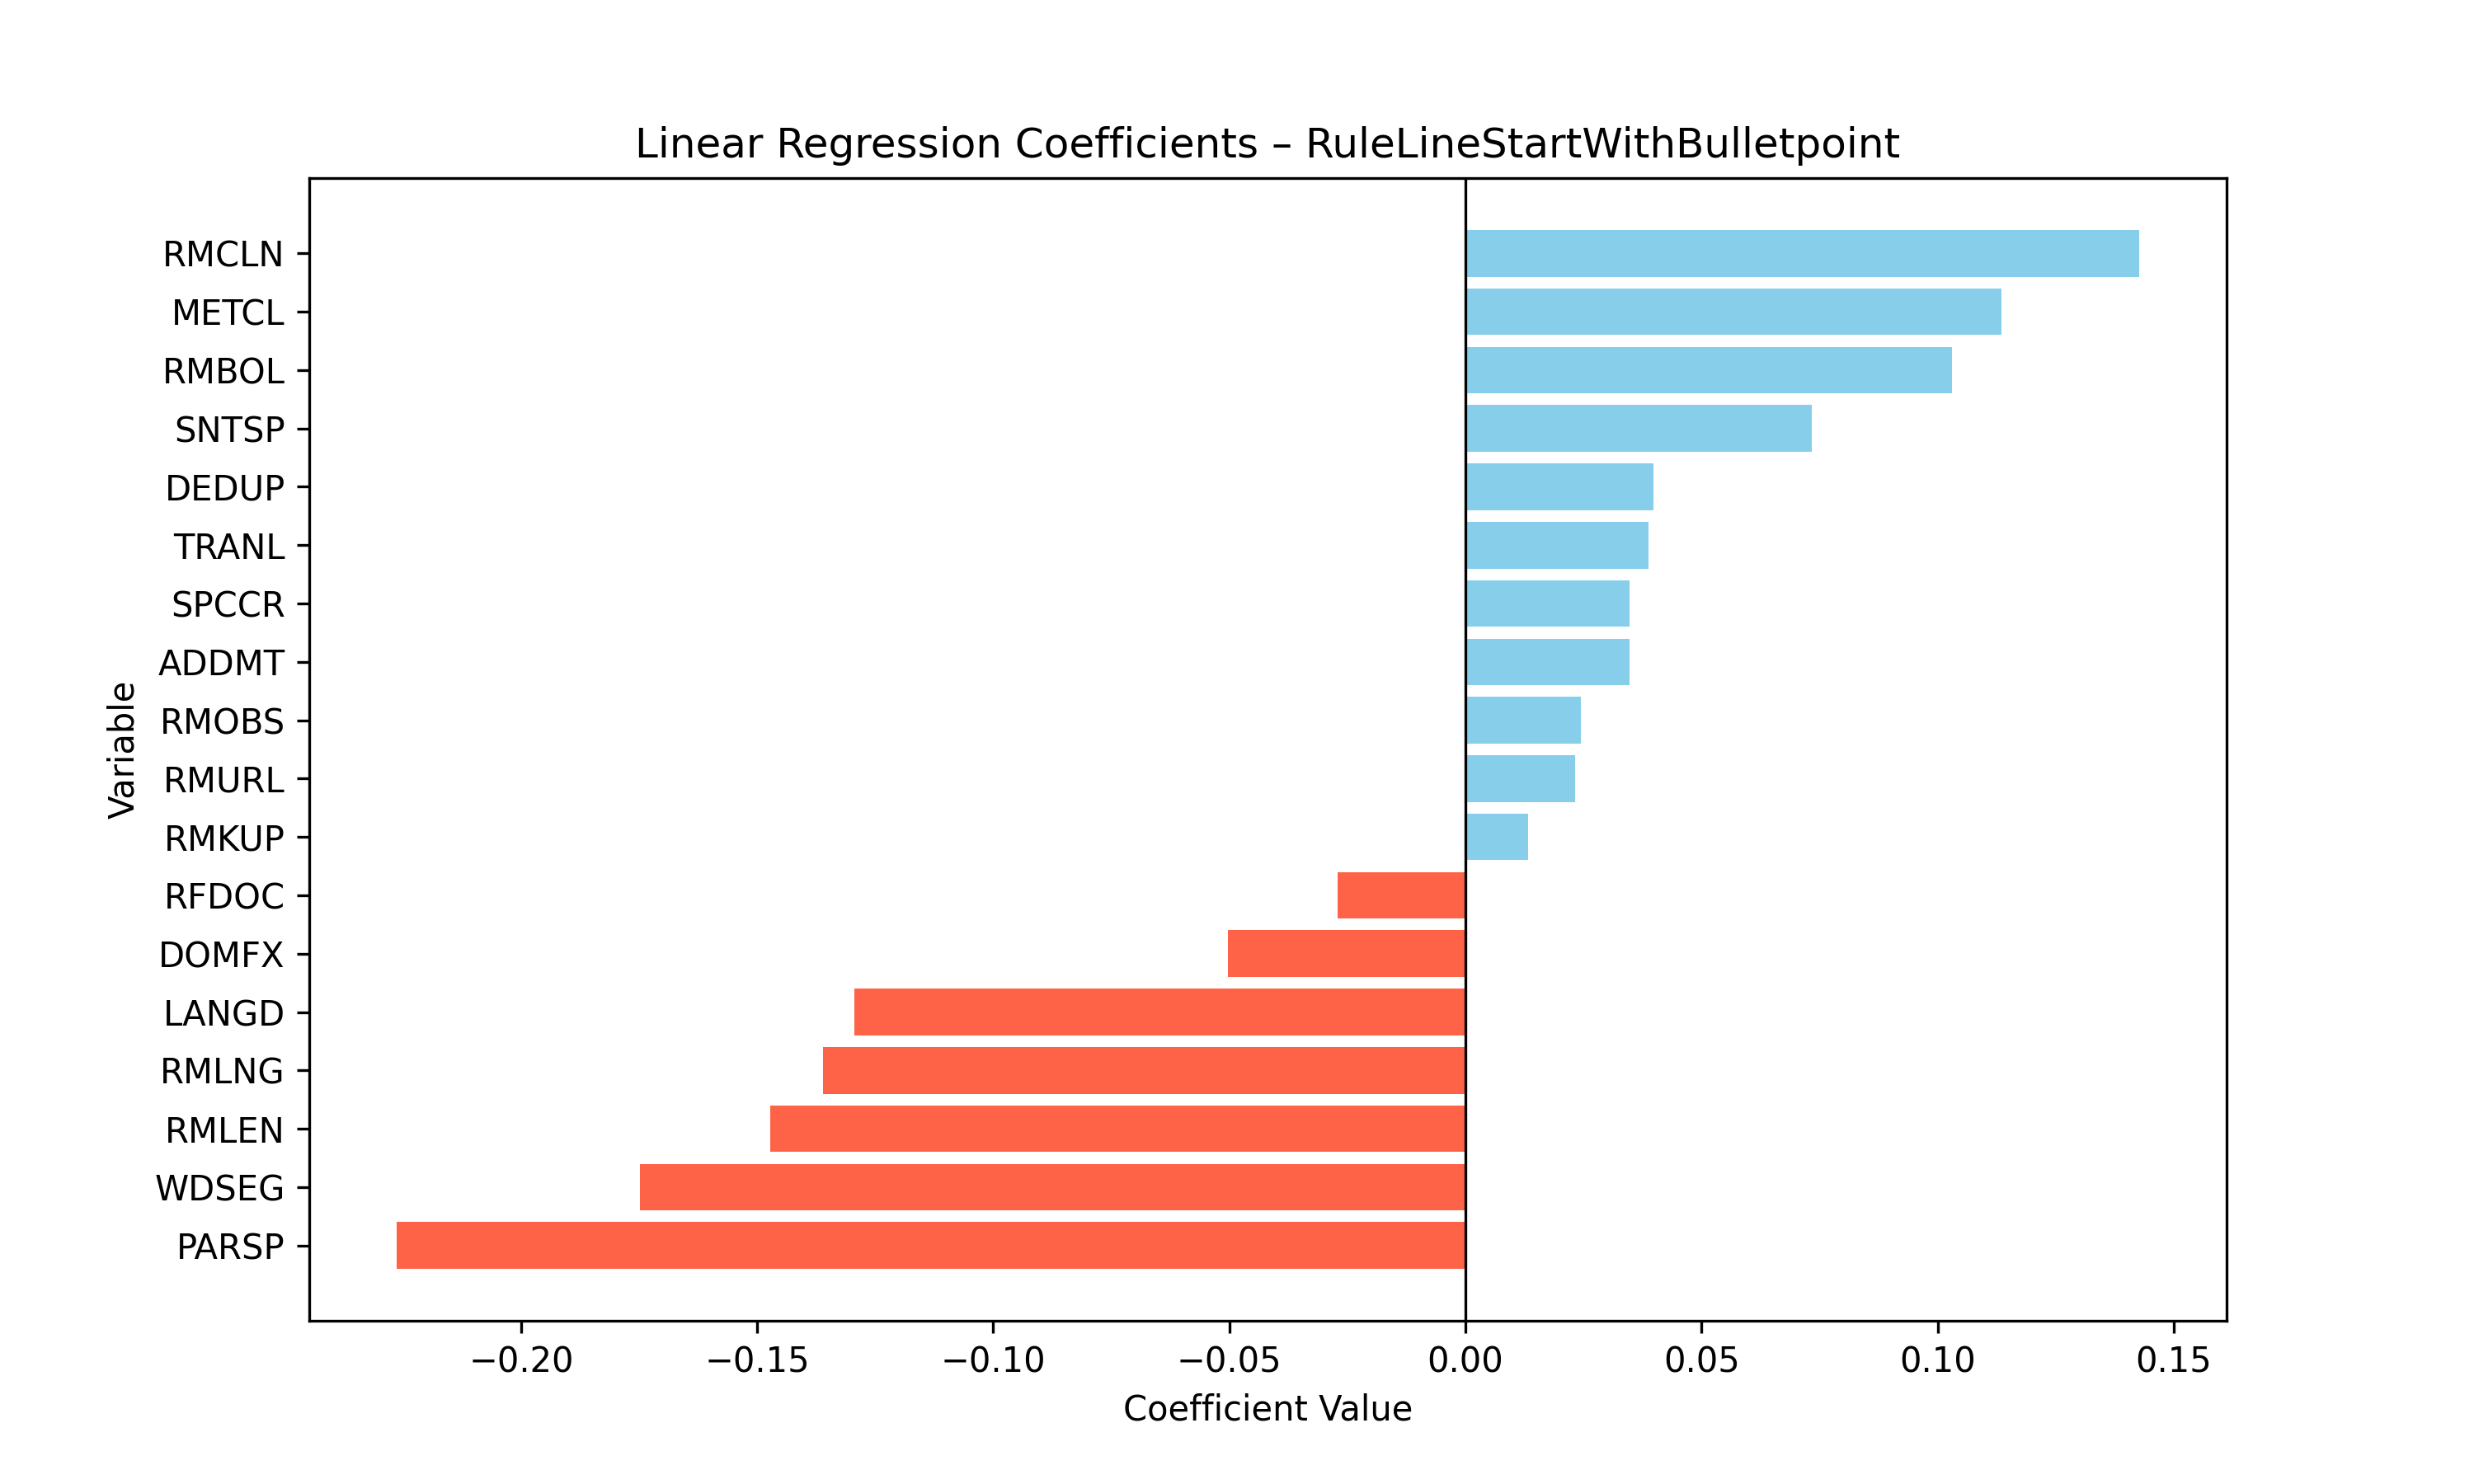 Linear Regression Coefficients – RuleLineStartWithBulletpoint
Variable
RMCLN
METCL
RMBOL
SNTSP
DEDUP
TRANL
SPCCR
ADDMT
RMOBS
RMURL
RMKUP
RFDOC
DOMFX
LANGD
RMLNG
RMLEN
WDSEG
PARSP
−0.20 −0.15 −0.10 −0.05 0.00 0.05 0.10 0.15
Coefficient Value